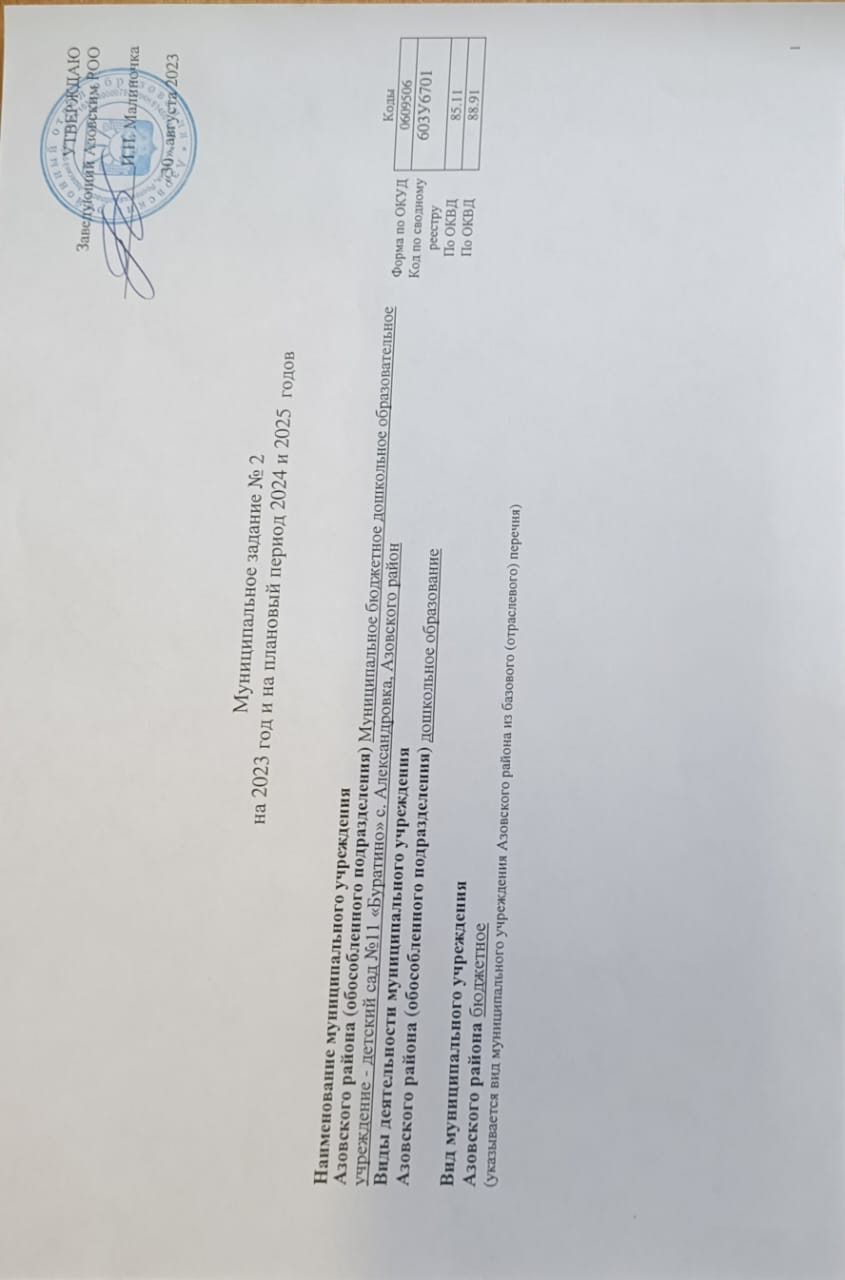 УТВЕРЖДАЮ
Заведующий Азовским РОО
И.Н. Малиночка
«30» августа 2023
Муниципальное задание № 2
на 2023 год и на плановый период 2024 и 2025 годов
Коды
Форма по ОКУД 0609506
Код по сводному реестру 603У6701
По ОКВД 85.11
По ОКВД 88.91
Наименование муниципального учреждения
Азовского района (обособленного подразделения) Муниципальное бюджетное дошкольное образовательное
учреждение - детский сад №11 «Буратино» с. Александровка, Азовского район
Виды деятельности муниципального учреждения
Азовского района (обособленного подразделения) дошкольное образование
Вид муниципального учреждения
Азовского района бюджетное
(указывается вид муниципального учреждения Азовского района из базового (отраслевого) перечня)
1